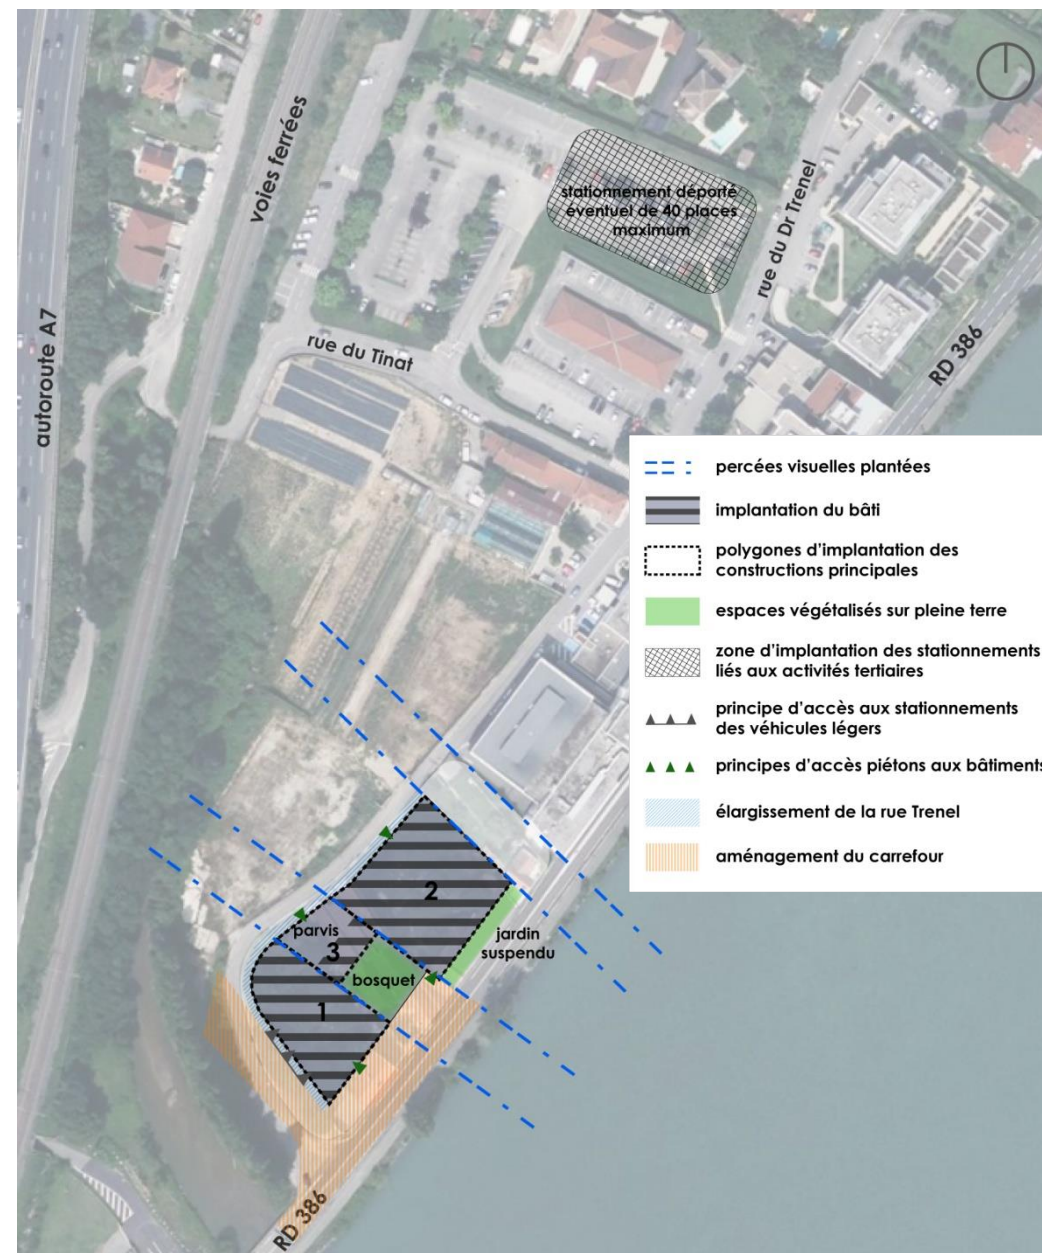 voies ferrées
autoroute A7
stationnement déporté
éventuel de 40 places
maximum
rue du Dr Trenel
RD 386
rue du Tinat
percées visuelles plantées
implantation du bâti
polygones d'implantation des
constructions principales
espaces végétalisés sur pleine terre
zone d'implantation des stationnements
liés aux activités tertiaires
principe d'accès aux stationnements
des véhicules légers
principes d'accès piétons aux bâtiments
élargissement de la rue Trenel
aménagement du carrefour
2
parvis
3
jardin
suspendu
bosquet
1
RD 386